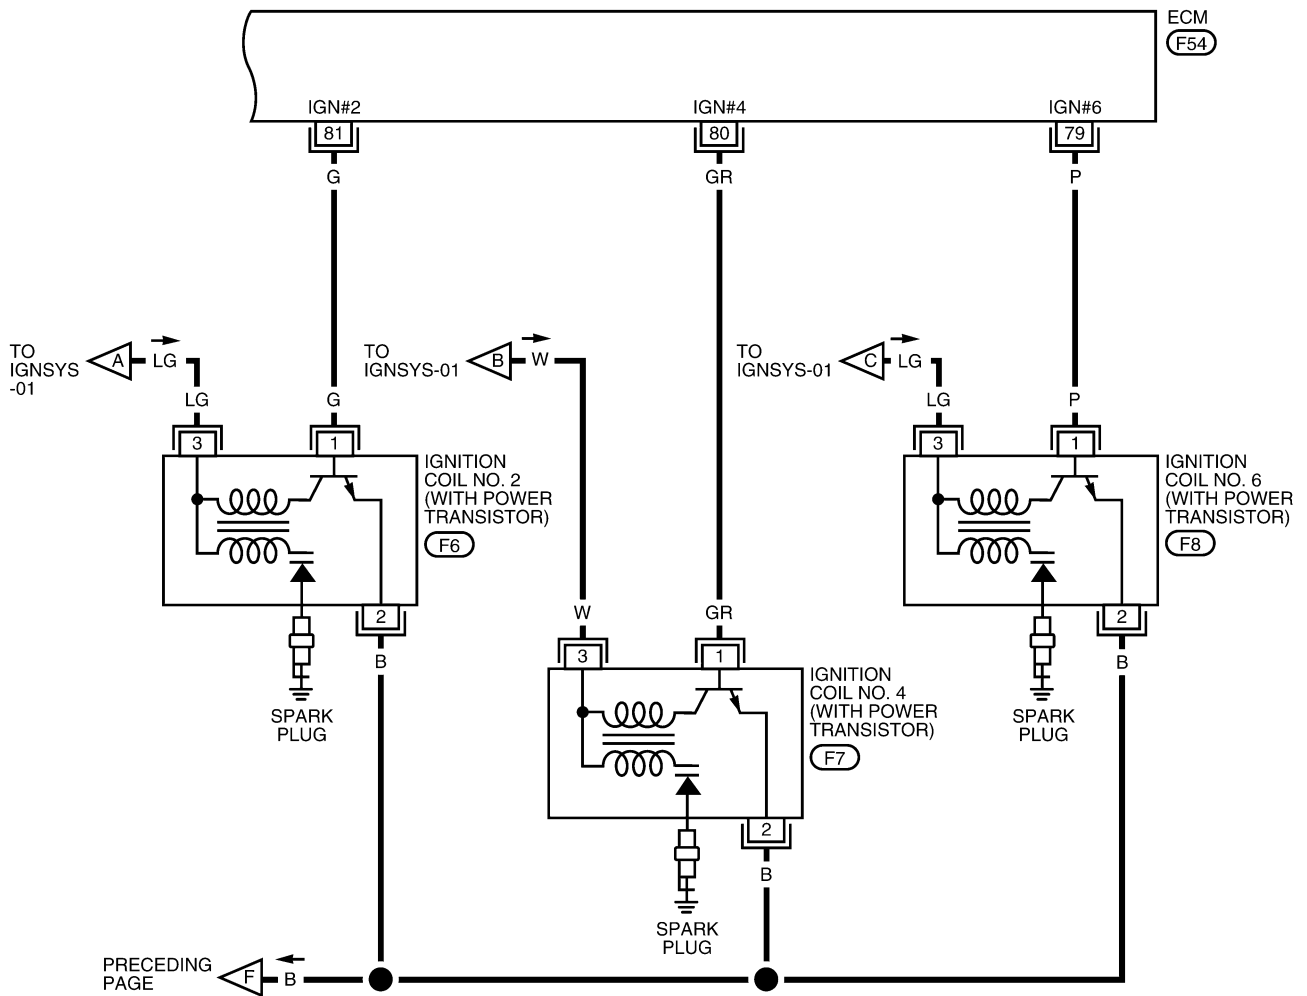 ECM
F54
IGN#2
IGN#4
IGN#6
81
80
79
G
GR
P
TO
IGNSYS
-01
A
LG
TO
IGNSYS-01
B
W
TO
IGNSYS-01
C
LG
LG
G
LG
P
3
1
3
1
IGNITION
COIL NO. 2
(WITH POWER
TRANSISTOR)
F6
IGNITION
COIL NO. 6
(WITH POWER
TRANSISTOR)
F8
2
2
W
GR
B
B
3
1
SPARK
PLUG
SPARK
PLUG
IGNITION
COIL NO. 4
(WITH POWER
TRANSISTOR)
F7
2
B
SPARK
PLUG
PRECEDING
PAGE
F
B